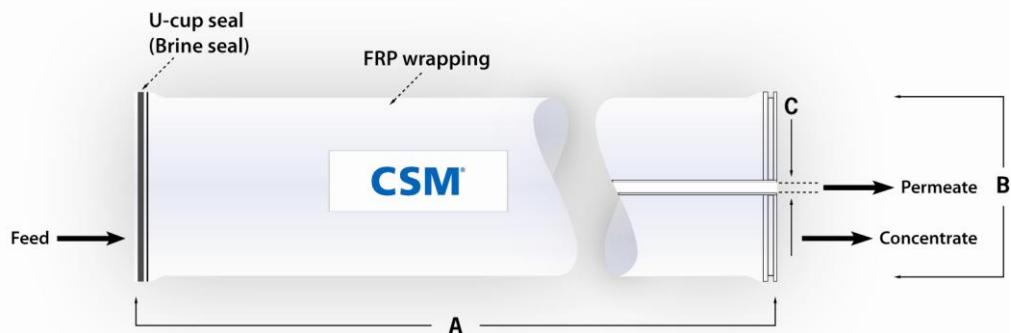 U-cup seal
(Brine seal)
FRP wrapping
C
CSM®
Permeate
B
Feed
Concentrate
A